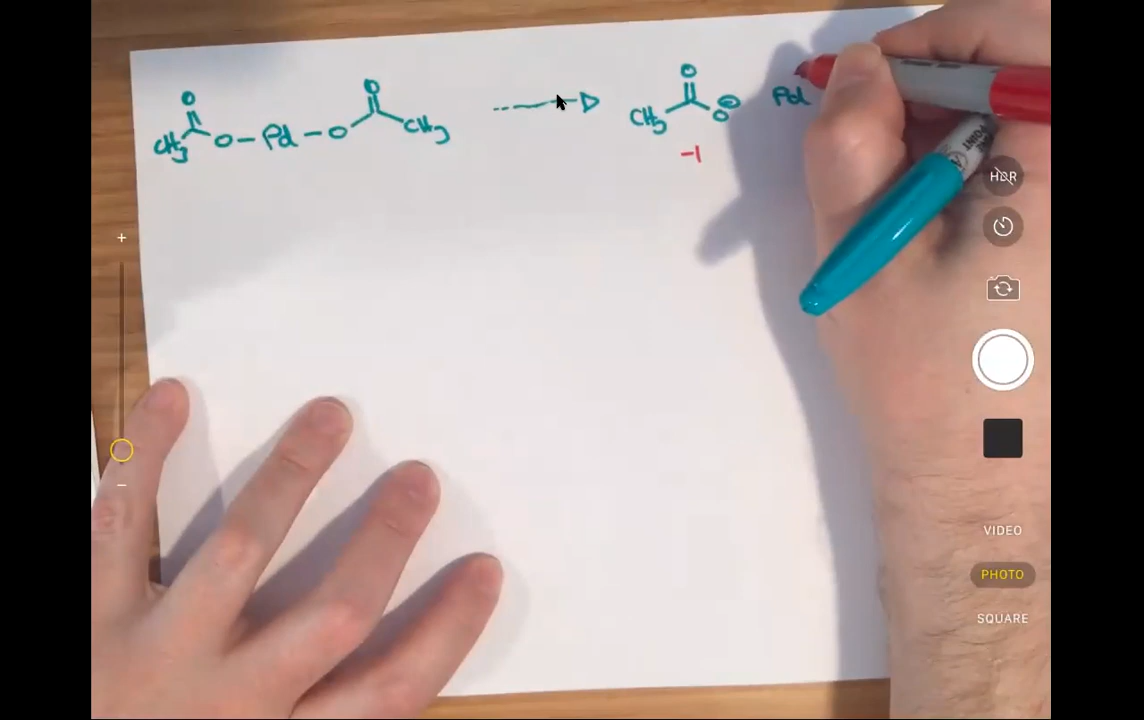 O O O
CH3 O - Pd - O CH3 CH3 O⊖ Pd
-1
HDR
+
−
VIDEO
PHOTO
SQUARE